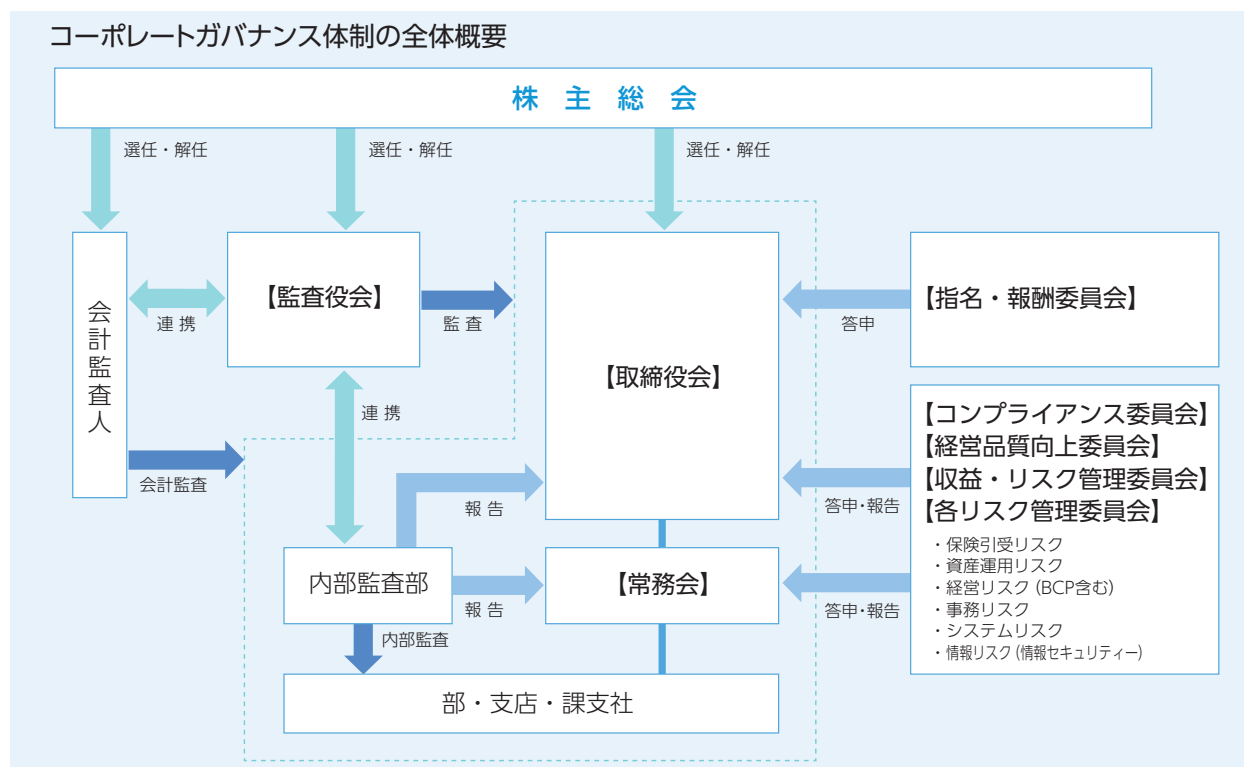 コーポレートガバナンス体制の全体概要
株 主 総 会
選任・解任
選任・解任
選任・解任
会計監査人
【監査役会】
連 携
監 査
【取締役会】
答申
【指名・報酬委員会】
連 携
会計監査
【コンプライアンス委員会】
【経営品質向上委員会】
【収益・リスク管理委員会】
【各リスク管理委員会】
・保険引受リスク
・資産運用リスク
・経営リスク (BCP含む)
・事務リスク
・システムリスク
・情報リスク (情報セキュリティー)
答申・報告
答申・報告
報 告
内部監査部
報 告
【常務会】
内部監査
部・支店・課支社